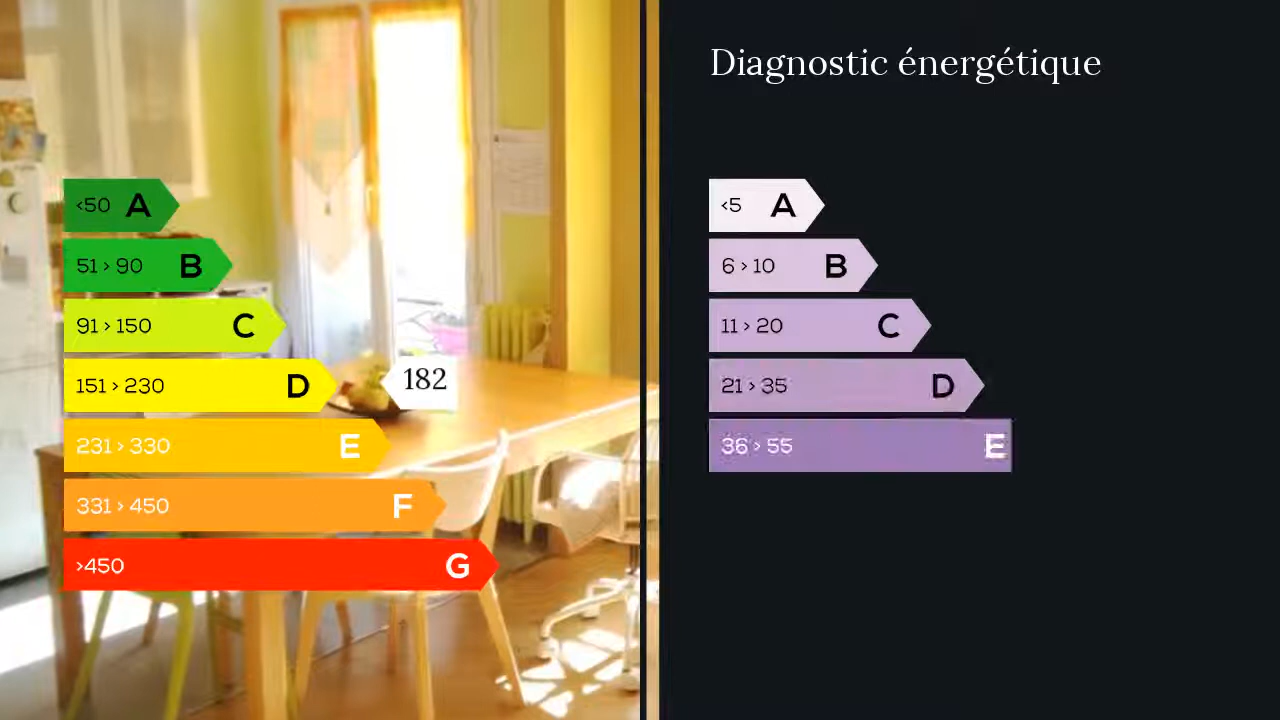 Diagnostic énergétique
<50 A
51 > 90 B
91 > 150 C
151 > 230 D
182
231 > 330 E
331 > 450 F
>450 G
<5 A
6 > 10 B
11 > 20 C
21 > 35 D
36 > 55 E